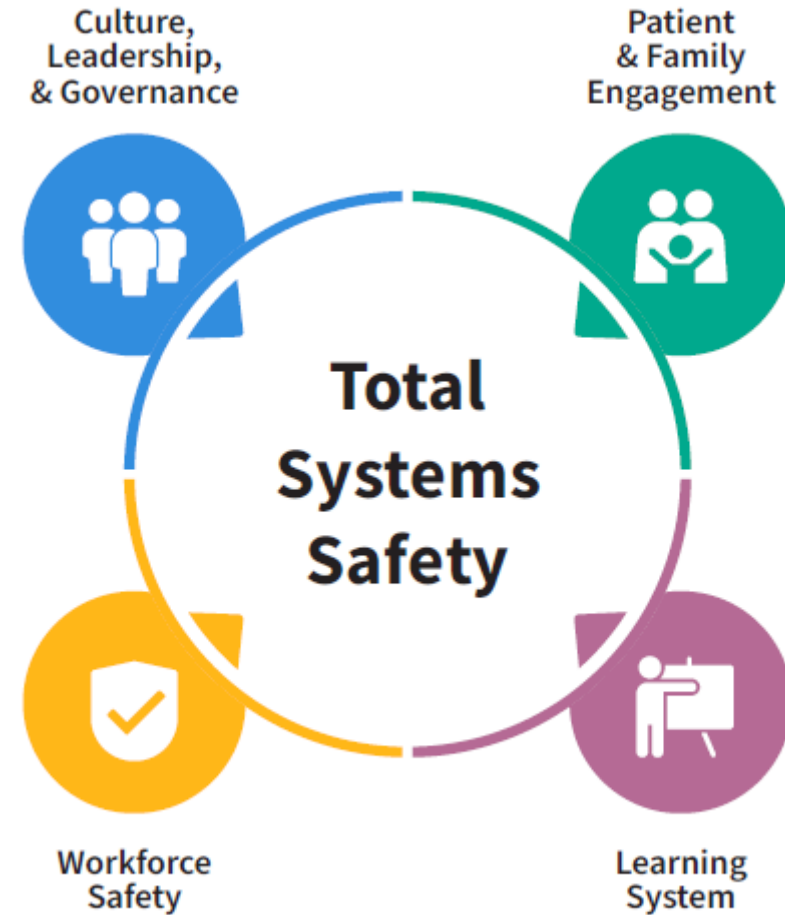 Culture,
Leadership,
& Governance
Patient
& Family
Engagement
Total
Systems
Safety
Workforce
Safety
Learning
System